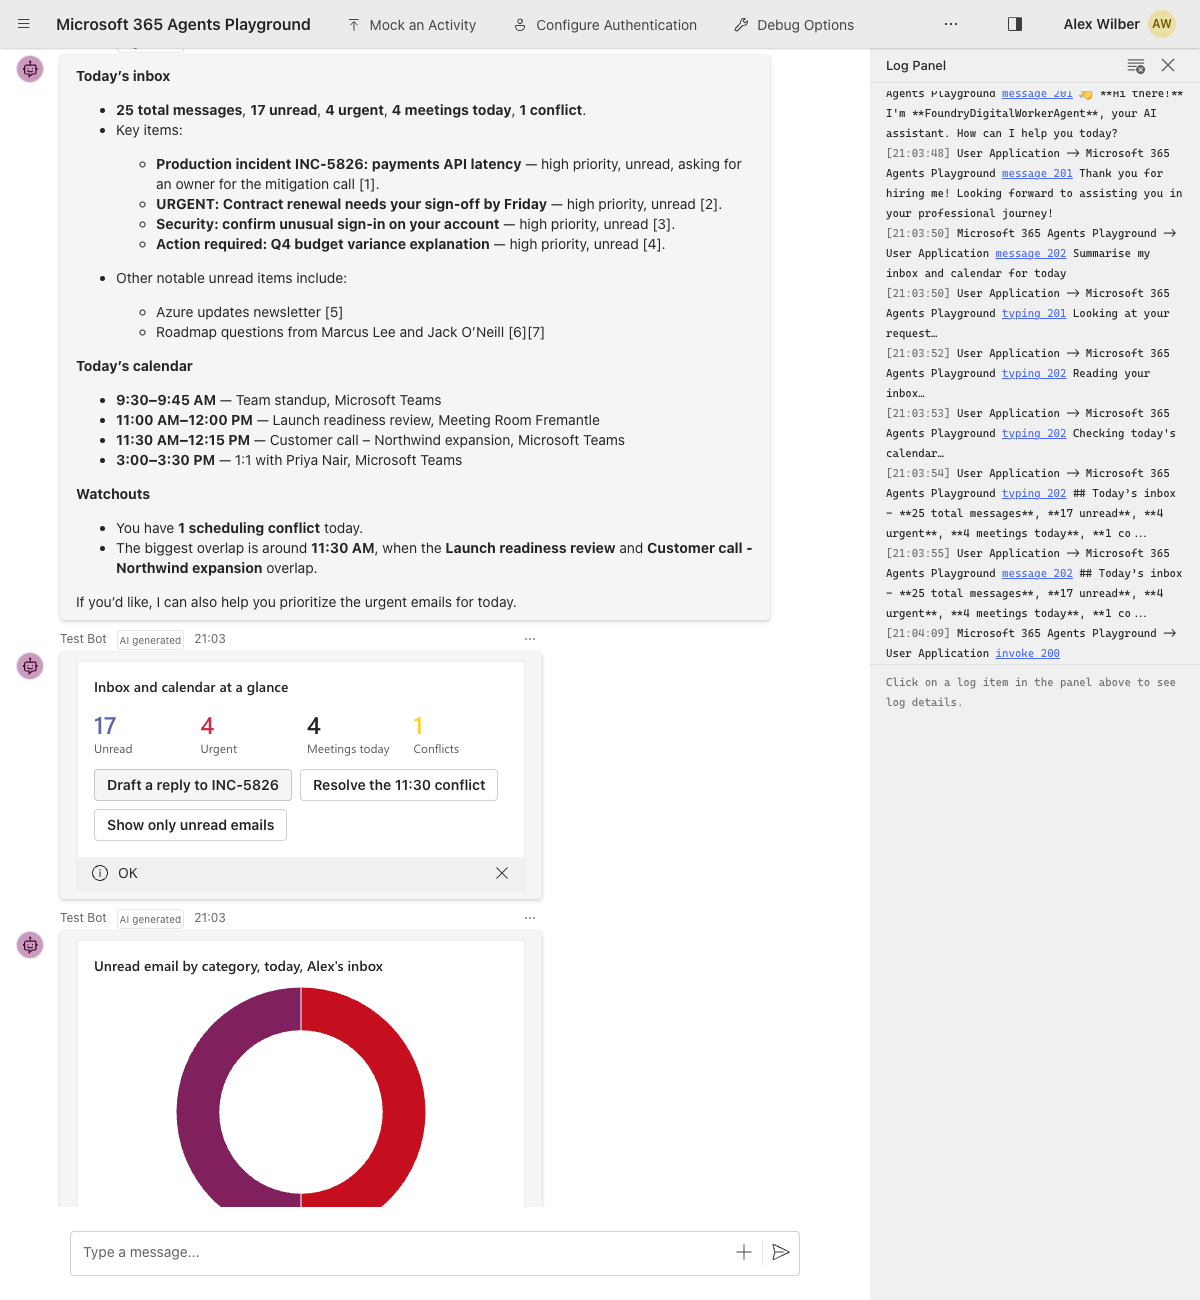 Microsoft 365 Agents Playground
Mock an Activity
Configure Authentication
Debug Options
Alex Wilber
AW
Today's inbox
25 total messages, 17 unread, 4 urgent, 4 meetings today, 1 conflict.
Key items:
Production incident INC-5826: payments API latency — high priority, unread, asking for
an owner for the mitigation call [1].
URGENT: Contract renewal needs your sign-off by Friday — high priority, unread [2].
Security: confirm unusual sign-in on your account — high priority, unread [3].
Action required: Q4 budget variance explanation — high priority, unread [4].
Other notable unread items include:
Azure updates newsletter [5]
Roadmap questions from Marcus Lee and Jack O'Neill [6][7]
Today's calendar
9:30–9:45 AM — Team standup, Microsoft Teams
11:00 AM–12:00 PM — Launch readiness review, Meeting Room Fremantle
11:30 AM–12:15 PM — Customer call – Northwind expansion, Microsoft Teams
3:00–3:30 PM — 1:1 with Priya Nair, Microsoft Teams
Watchouts
You have 1 scheduling conflict today.
The biggest overlap is around 11:30 AM, when the Launch readiness review and Customer call -
Northwind expansion overlap.
If you'd like, I can also help you prioritize the urgent emails for today.
Test Bot AI generated 21:03
Inbox and calendar at a glance
17 4 4 1
Unread Urgent Meetings today Conflicts
Draft a reply to INC-5826 Resolve the 11:30 conflict
Show only unread emails
OK
Test Bot AI generated 21:03
Unread email by category, today, Alex's inbox
Type a message...
Log Panel
Agents Playground message 201 👋 **Hi there!**
I'm **FoundryDigitalWorkerAgent**, your AI
assistant. How can I help you today?
[21:03:48] User Application → Microsoft 365
Agents Playground message 201 Thank you for
hiring me! Looking forward to assisting you in
your professional journey!
[21:03:50] Microsoft 365 Agents Playground →
User Application message 202 Summarise my
inbox and calendar for today
[21:03:50] User Application → Microsoft 365
Agents Playground typing 201 Looking at your
request…
[21:03:52] User Application → Microsoft 365
Agents Playground typing 202 Reading your
inbox…
[21:03:53] User Application → Microsoft 365
Agents Playground typing 202 Checking today's
calendar…
[21:03:54] User Application → Microsoft 365
Agents Playground typing 202 ## Today's inbox
- **25 total messages**, **17 unread**, **4
urgent**, **4 meetings today**, **1 co...
[21:03:55] User Application → Microsoft 365
Agents Playground message 202 ## Today's inbox
- **25 total messages**, **17 unread**, **4
urgent**, **4 meetings today**, **1 co...
[21:04:09] Microsoft 365 Agents Playground →
User Application invoke 200
Click on a log item in the panel above to see
log details.